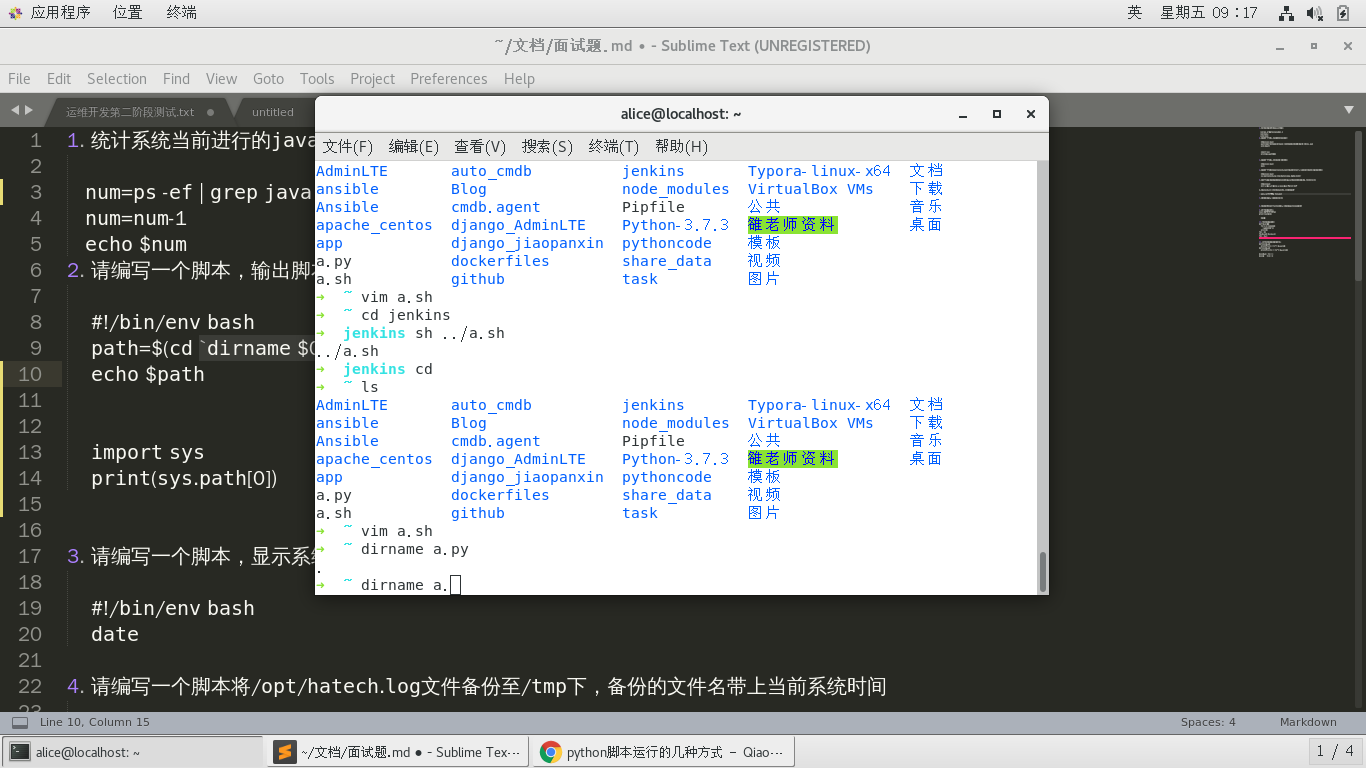 应用程序 位置 终端 英 星期五 09:17
~/文档/面试题.md • - Sublime Text (UNREGISTERED)
File Edit Selection Find View Goto Tools Project Preferences Help
运维开发第二阶段测试.txt untitled
1 1. 统计系统当前进行的java
2
3 num=ps -ef | grep java
4 num=num-1
5 echo $num
6 2. 请编写一个脚本，输出脚本
7
8 #!/bin/env bash
9 path=$(cd `dirname $0
10 echo $path
11
12
13 import sys
14 print(sys.path[0])
15
16
17 3. 请编写一个脚本，显示系统
18
19 #!/bin/env bash
20 date
21
22 4. 请编写一个脚本将/opt/hatech.log文件备份至/tmp下，备份的文件名带上当前系统时间
23
alice@localhost: ~
文件(F) 编辑(E) 查看(V) 搜索(S) 终端(T) 帮助(H)
AdminLTE auto_cmdb jenkins Typora-linux-x64 文档
ansible Blog node_modules VirtualBox VMs 下载
Ansible cmdb.agent Pipfile 公共 音乐
apache_centos django_AdminLTE Python-3.7.3 老师资料 桌面
app django_jiaopanxin pythoncode 模板
a.py dockerfiles share_data 视频
a.sh github task 图片
➜ ~ vim a.sh
➜ ~ cd jenkins
➜ jenkins sh ../a.sh
../a.sh
➜ jenkins cd
➜ ~ ls
AdminLTE auto_cmdb jenkins Typora-linux-x64 文档
ansible Blog node_modules VirtualBox VMs 下载
Ansible cmdb.agent Pipfile 公共 音乐
apache_centos django_AdminLTE Python-3.7.3 老师资料 桌面
app django_jiaopanxin pythoncode 模板
a.py dockerfiles share_data 视频
a.sh github task 图片
➜ ~ vim a.sh
➜ ~ dirname a.py
.
➜ ~ dirname a.
Line 10, Column 15 Spaces: 4 Markdown
alice@localhost: ~ ~/文档/面试题.md • - Sublime Tex… python脚本运行的几种方式 – Qiao… 1 / 4